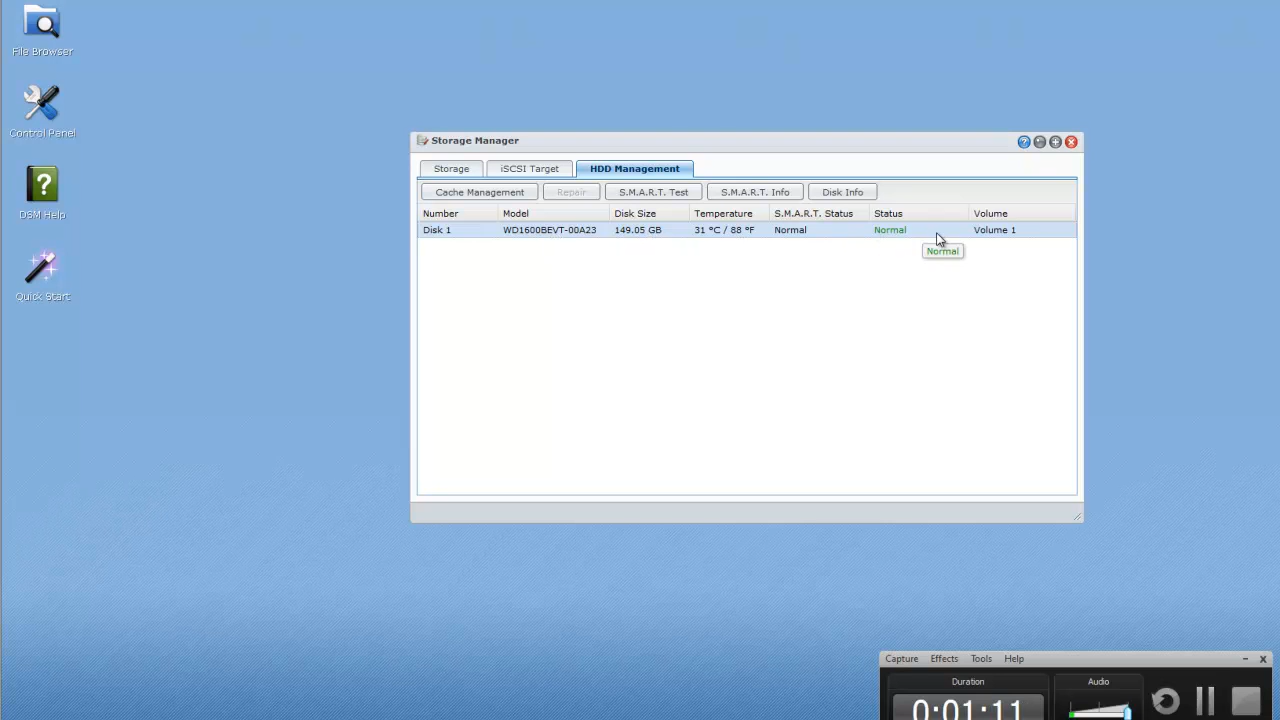 File Browser
Control Panel
DSM Help
Quick Start
Storage Manager
Storage iSCSI Target HDD Management
Cache Management Repair S.M.A.R.T. Test S.M.A.R.T. Info Disk Info
Number Model Disk Size Temperature S.M.A.R.T. Status Status Volume
Disk 1 WD1600BEVT-00A23 149.05 GB 31 °C / 88 °F Normal Normal Volume 1
Normal
Capture Effects Tools Help
Duration Audio
0:01:11